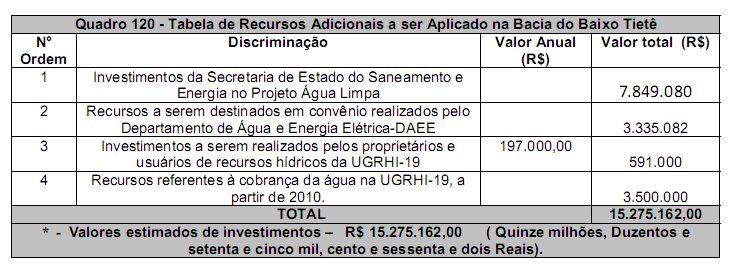 Quadro 120 - Tabela de Recursos Adicionais a ser Aplicado na Bacia do Baixo Tietê
N° Ordem Discriminação Valor Anual (R$) Valor total (R$)
1 Investimentos da Secretaria de Estado do Saneamento e Energia no Projeto Água Limpa 7.849.080
2 Recursos a serem destinados em convênio realizados pelo Departamento de Água e Energia Elétrica-DAEE 3.335.082
3 Investimentos a serem realizados pelos proprietários e usuários de recursos hídricos da UGRHI-19 197.000,00 591.000
4 Recursos referentes à cobrança da água na UGRHI-19, a partir de 2010. 3.500.000
TOTAL 15.275.162,00
* - Valores estimados de investimentos – R$ 15.275.162,00 ( Quinze milhões, Duzentos e
setenta e cinco mil, cento e sessenta e dois Reais).